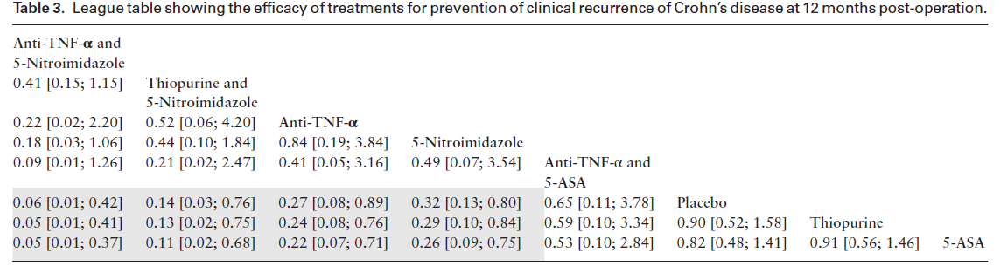 Table 3. League table showing the efficacy of treatments for prevention of clinical recurrence of Crohn's disease at 12 months post-operation.
Anti-TNF-α and
5-Nitroimidazole
0.41 [0.15; 1.15] Thiopurine and
5-Nitroimidazole
0.22 [0.02; 2.20] 0.52 [0.06; 4.20] Anti-TNF-α
0.18 [0.03; 1.06] 0.44 [0.10; 1.84] 0.84 [0.19; 3.84] 5-Nitroimidazole
0.09 [0.01; 1.26] 0.21 [0.02; 2.47] 0.41 [0.05; 3.16] 0.49 [0.07; 3.54] Anti-TNF-α and
5-ASA
0.06 [0.01; 0.42] 0.14 [0.03; 0.76] 0.27 [0.08; 0.89] 0.32 [0.13; 0.80] 0.65 [0.11; 3.78] Placebo
0.05 [0.01; 0.41] 0.13 [0.02; 0.75] 0.24 [0.08; 0.76] 0.29 [0.10; 0.84] 0.59 [0.10; 3.34] 0.90 [0.52; 1.58] Thiopurine
0.05 [0.01; 0.37] 0.11 [0.02; 0.68] 0.22 [0.07; 0.71] 0.26 [0.09; 0.75] 0.53 [0.10; 2.84] 0.82 [0.48; 1.41] 0.91 [0.56; 1.46] 5-ASA